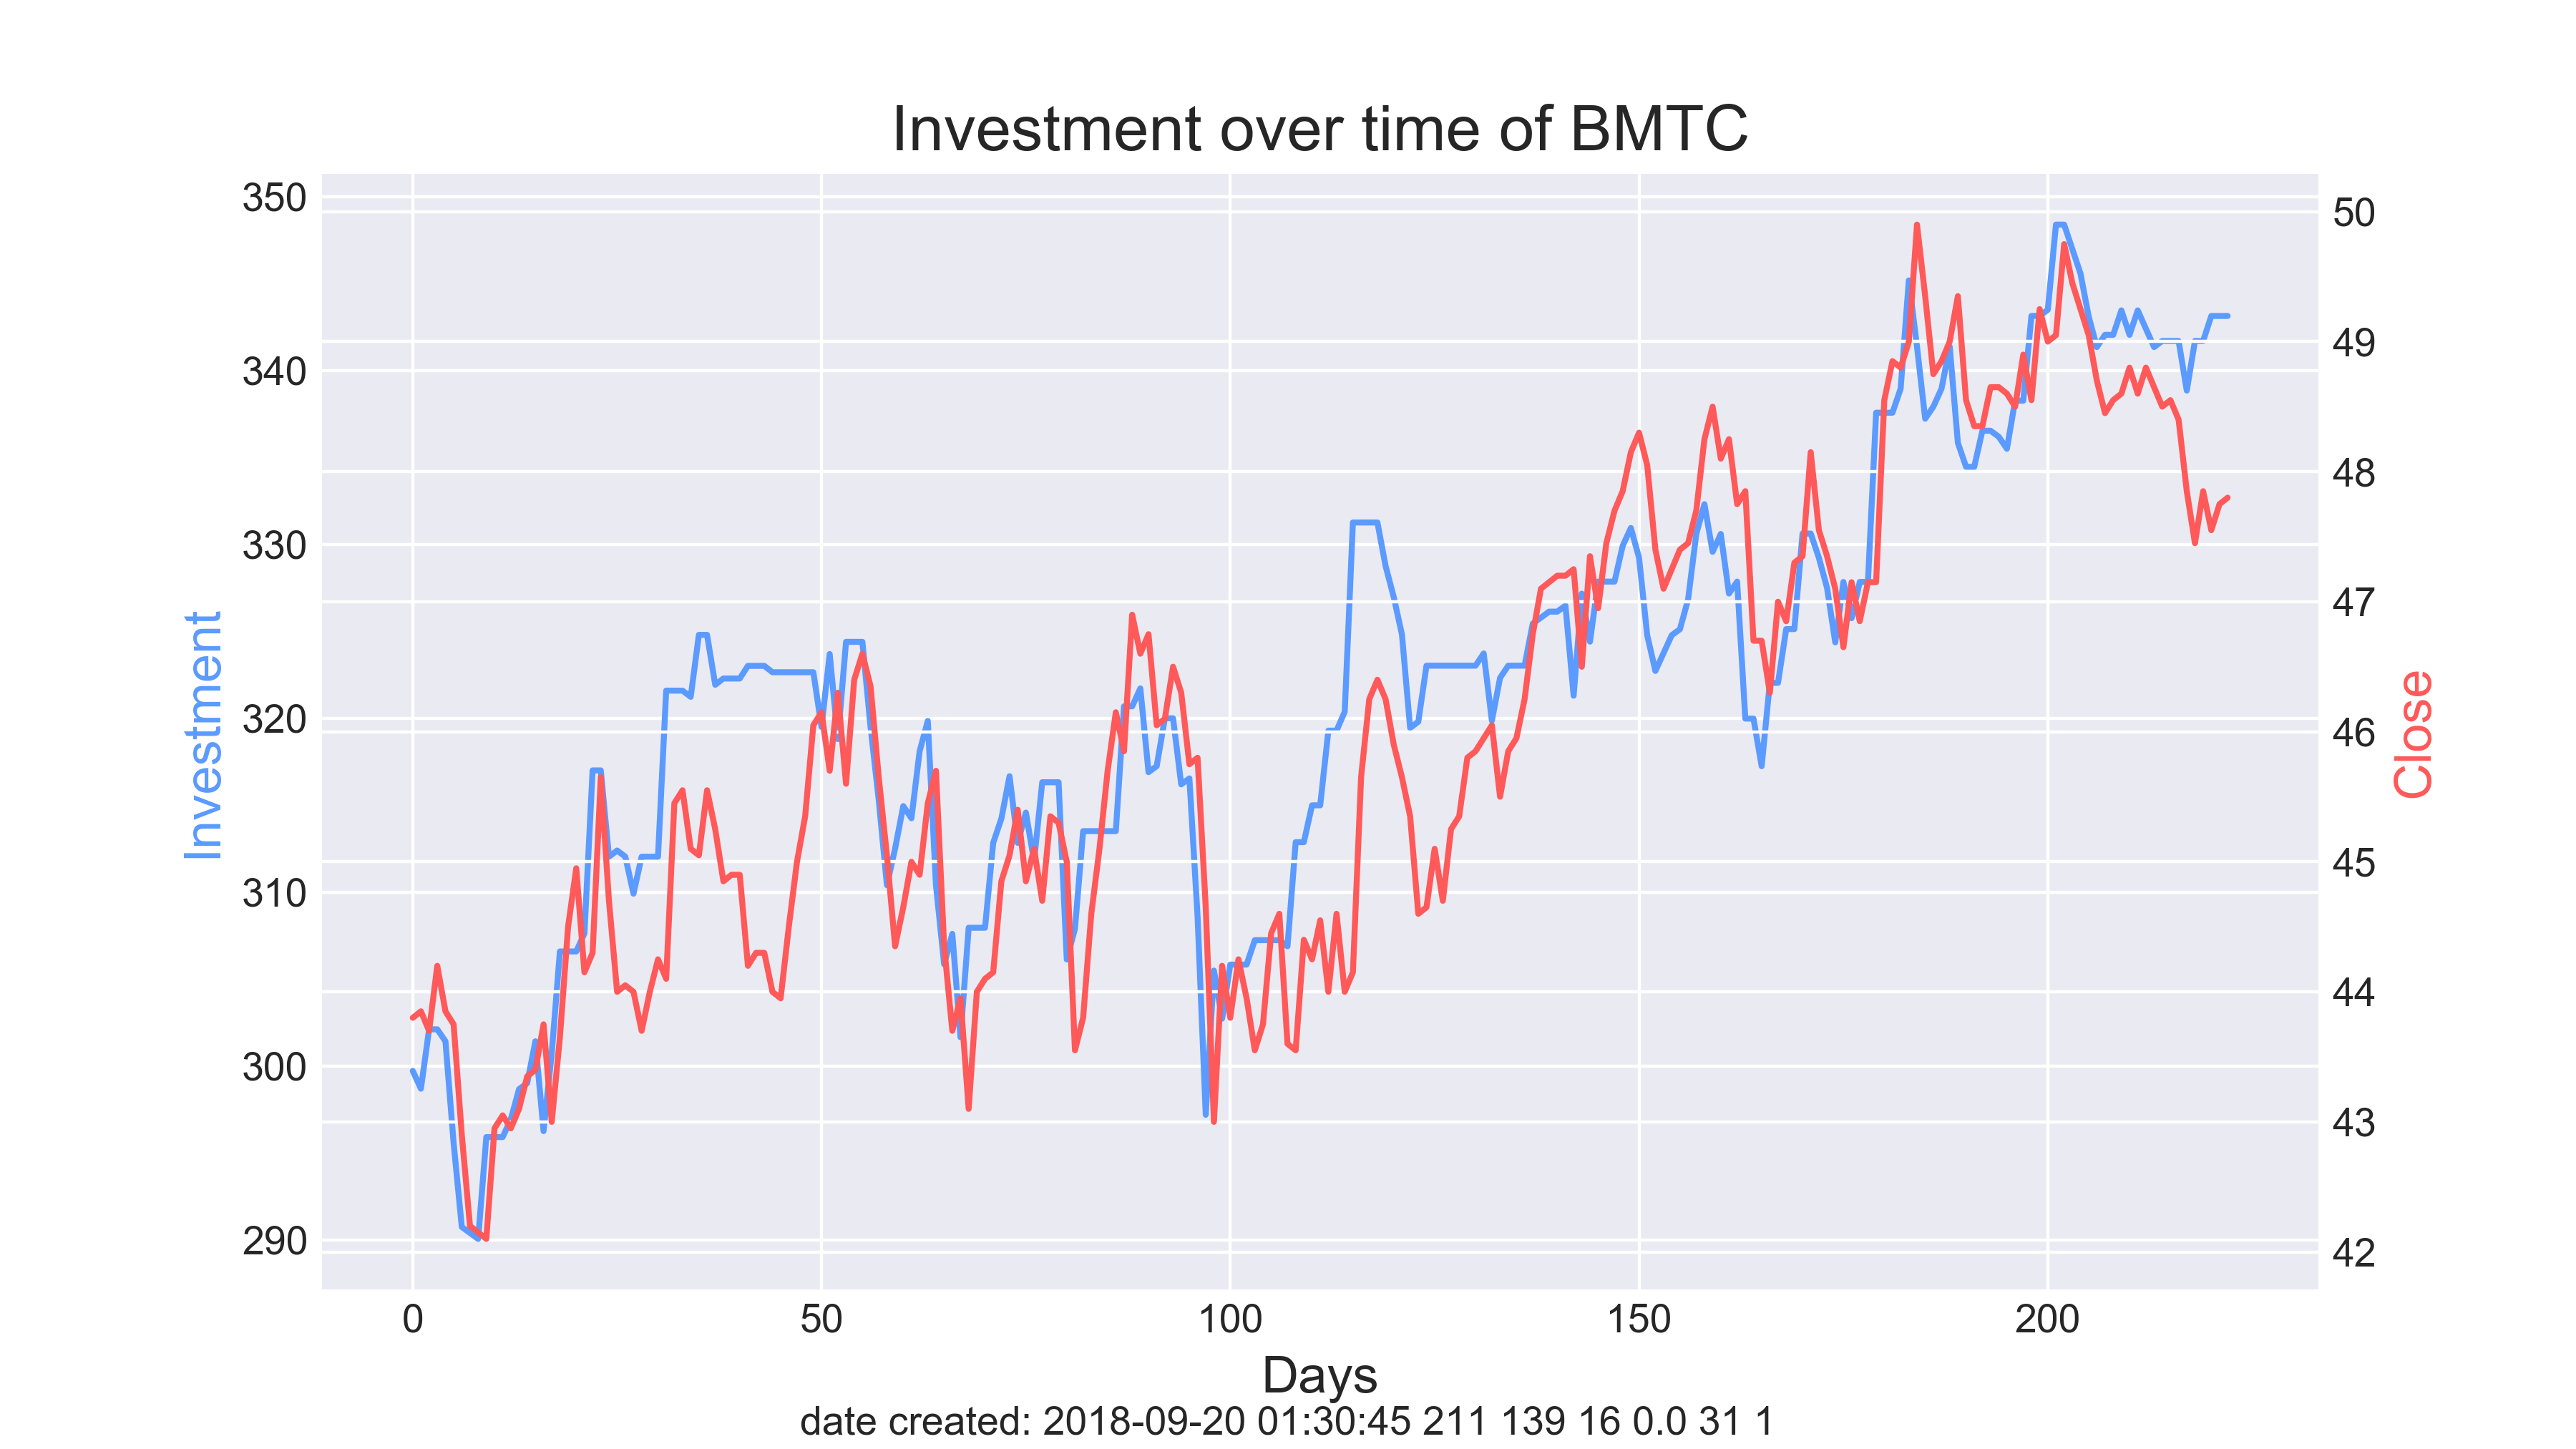 Investment over time of BMTC
350
340
330
320
310
300
290
Investment
50
49
48
47
46
45
44
43
42
Close
0 50 100 150 200
Days
date created: 2018-09-20 01:30:45 211 139 16 0.0 31 1